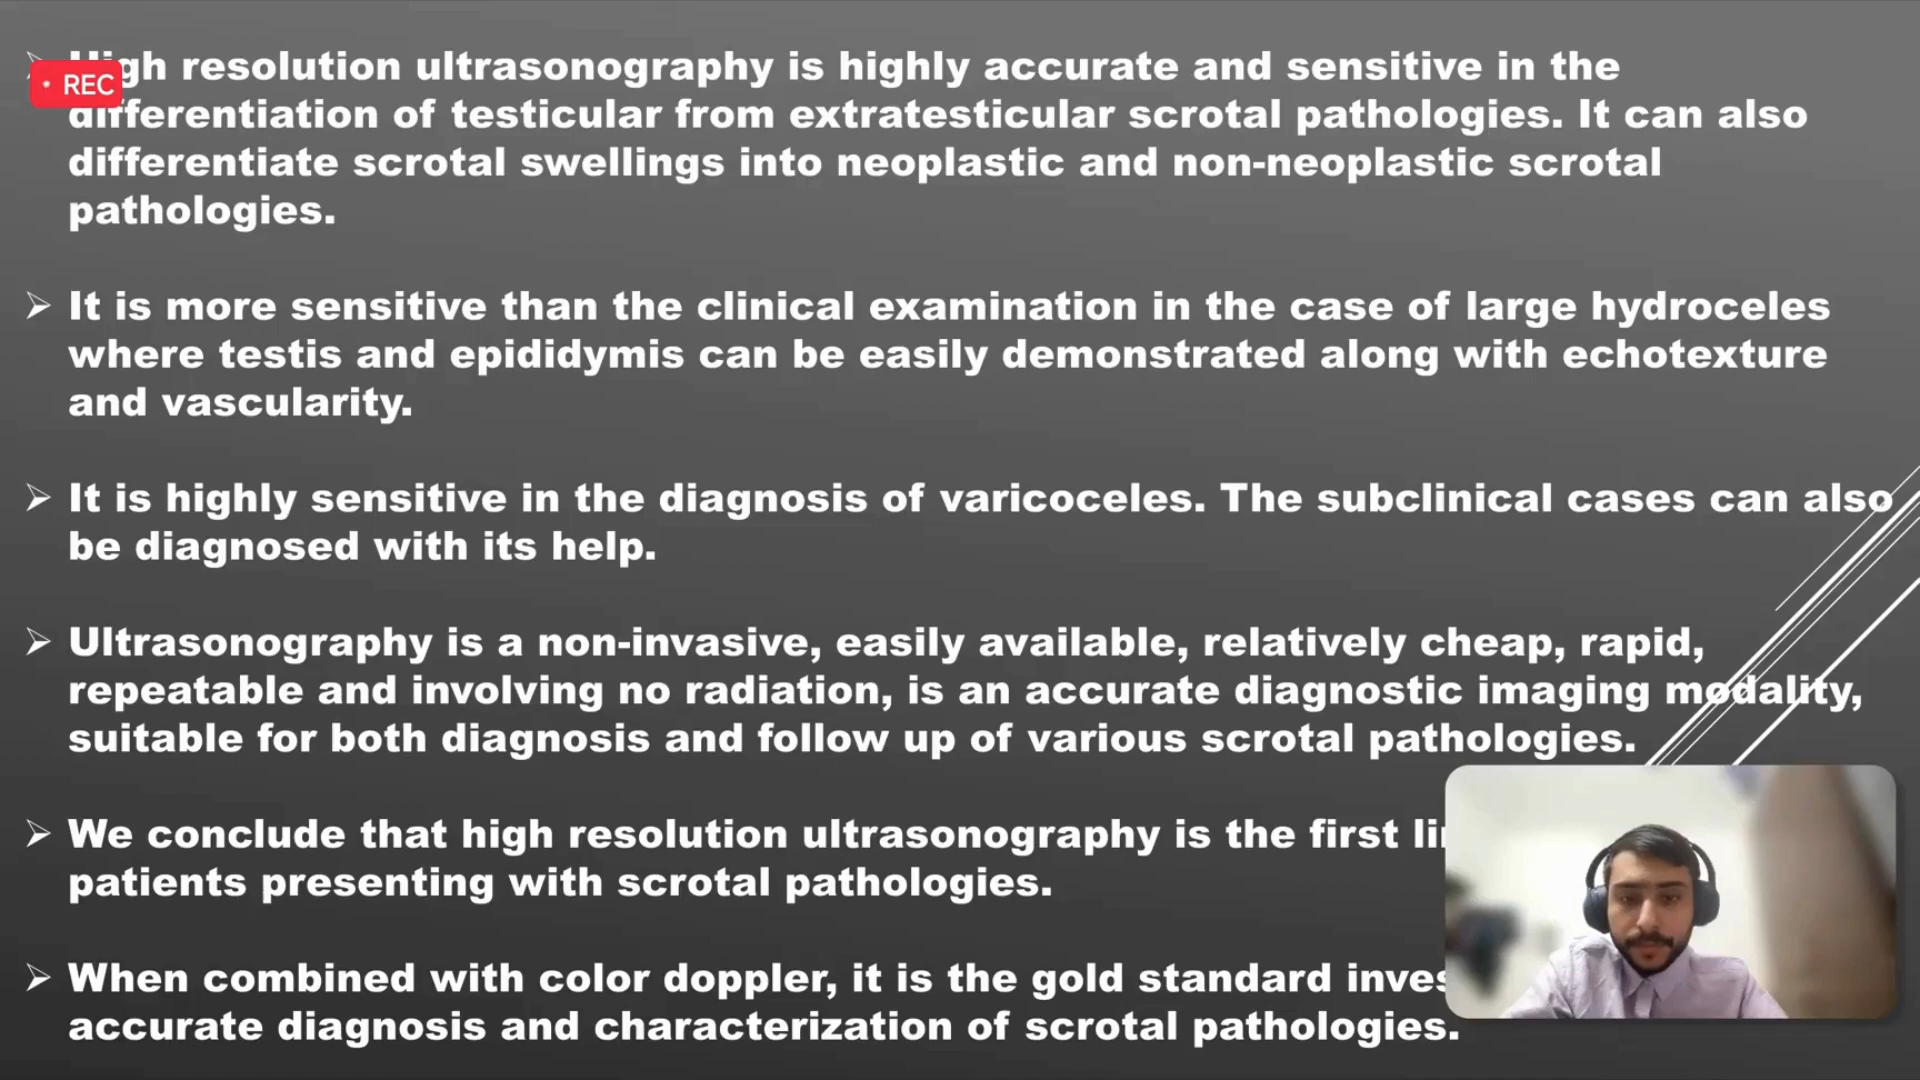 REC
High resolution ultrasonography is highly accurate and sensitive in the
differentiation of testicular from extratesticular scrotal pathologies. It can also
differentiate scrotal swellings into neoplastic and non-neoplastic scrotal
pathologies.
It is more sensitive than the clinical examination in the case of large hydroceles
where testis and epididymis can be easily demonstrated along with echotexture
and vascularity.
It is highly sensitive in the diagnosis of varicoceles. The subclinical cases can also
be diagnosed with its help.
Ultrasonography is a non-invasive, easily available, relatively cheap, rapid,
repeatable and involving no radiation, is an accurate diagnostic imaging modality,
suitable for both diagnosis and follow up of various scrotal pathologies.
We conclude that high resolution ultrasonography is the first
patients presenting with scrotal pathologies.
When combined with color doppler, it is the gold standard
accurate diagnosis and characterization of scrotal pathologies.